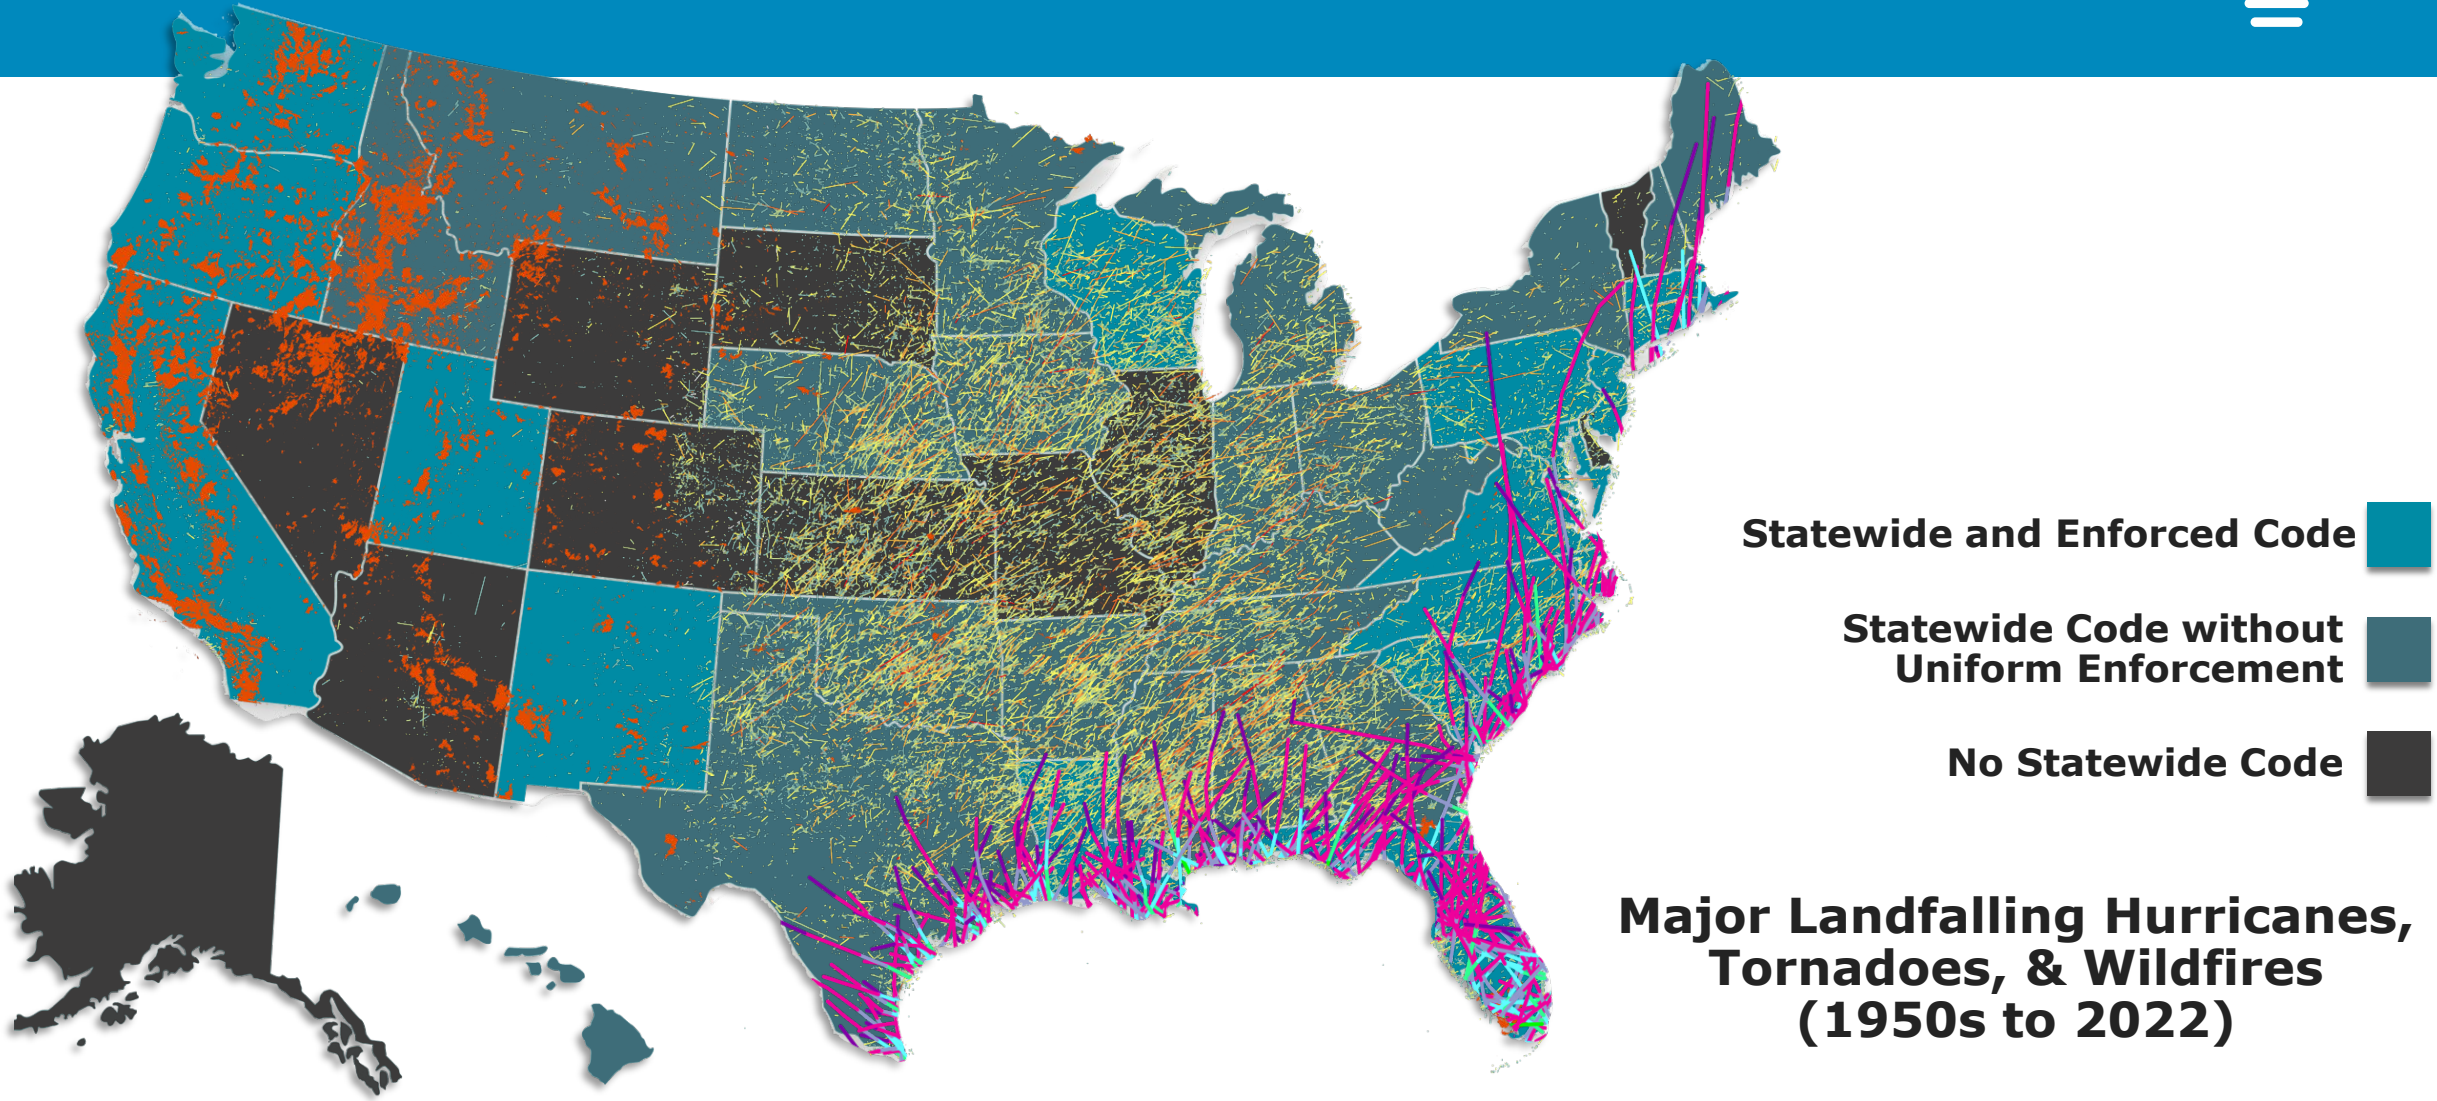 Statewide and Enforced Code
Statewide Code without
Uniform Enforcement
No Statewide Code
Major Landfalling Hurricanes,
Tornadoes, & Wildfires
(1950s to 2022)